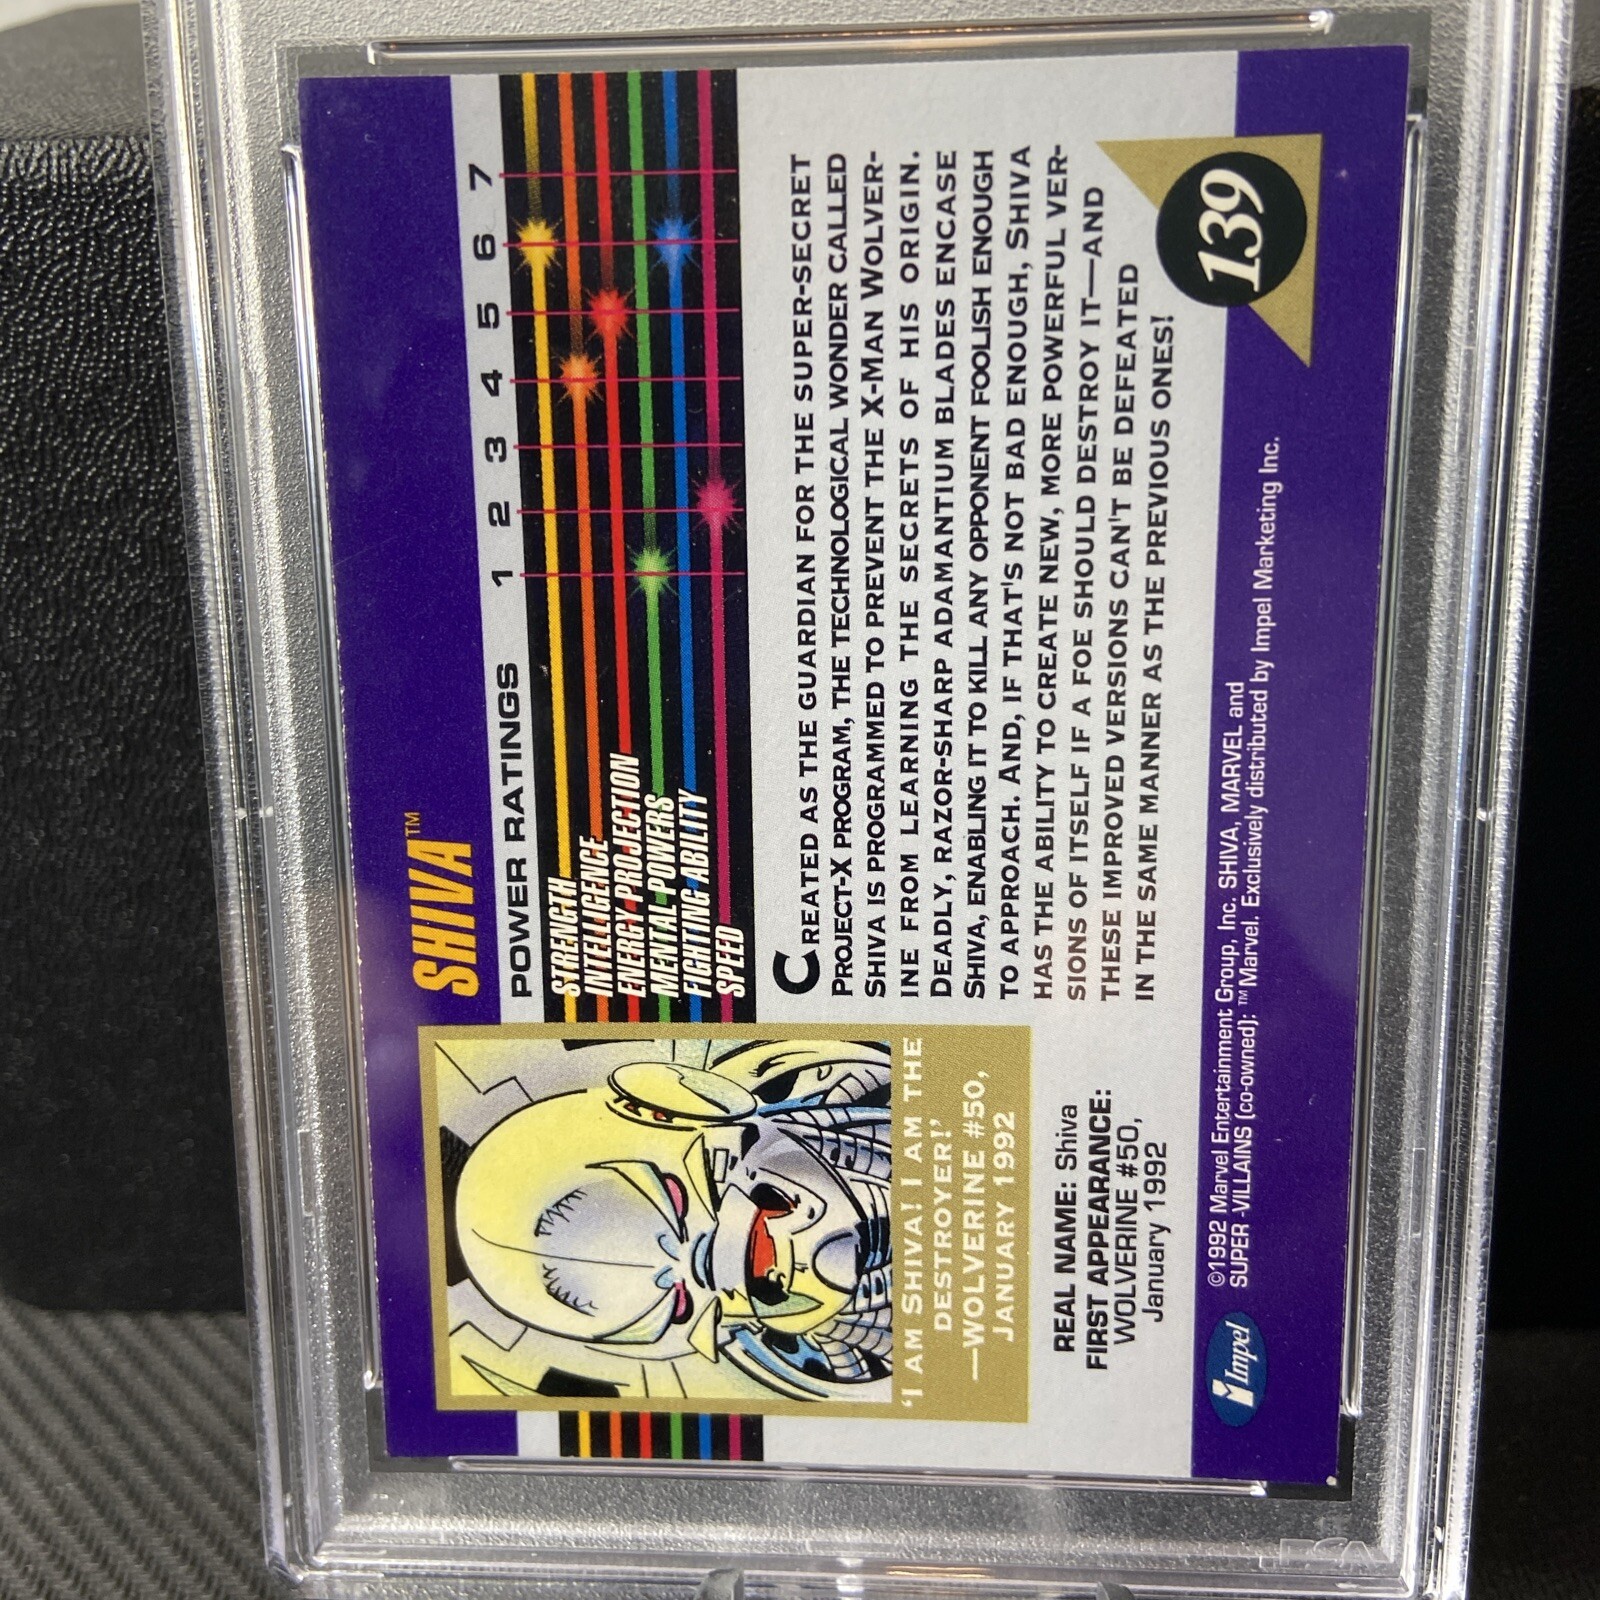 SHIVA™
POWER RATINGS 1 2 3 4 5 6 7
STRENGTH
INTELLIGENCE
ENERGY PROJECTION
MENTAL POWERS
FIGHTING ABILITY
SPEED
'I AM SHIVA! I AM THE
DESTROYER!'
—WOLVERINE #50,
JANUARY 1992
REAL NAME: Shiva
FIRST APPEARANCE:
WOLVERINE #50,
January 1992
CREATED AS THE GUARDIAN FOR THE SUPER-SECRET
PROJECT-X PROGRAM, THE TECHNOLOGICAL WONDER CALLED
SHIVA IS PROGRAMMED TO PREVENT THE X-MAN WOLVER-
INE FROM LEARNING THE SECRETS OF HIS ORIGIN.
DEADLY, RAZOR-SHARP ADAMANTIUM BLADES ENCASE
SHIVA, ENABLING IT TO KILL ANY OPPONENT FOOLISH ENOUGH
TO APPROACH. AND, IF THAT'S NOT BAD ENOUGH, SHIVA
HAS THE ABILITY TO CREATE NEW, MORE POWERFUL VER-
SIONS OF ITSELF IF A FOE SHOULD DESTROY IT—AND
THESE IMPROVED VERSIONS CAN'T BE DEFEATED
IN THE SAME MANNER AS THE PREVIOUS ONES!
139
Impel
©1992 Marvel Entertainment Group, Inc. SHIVA, MARVEL and
SUPER-VILLAINS (co-owned): ™ Marvel. Exclusively distributed by Impel Marketing Inc.
PSA